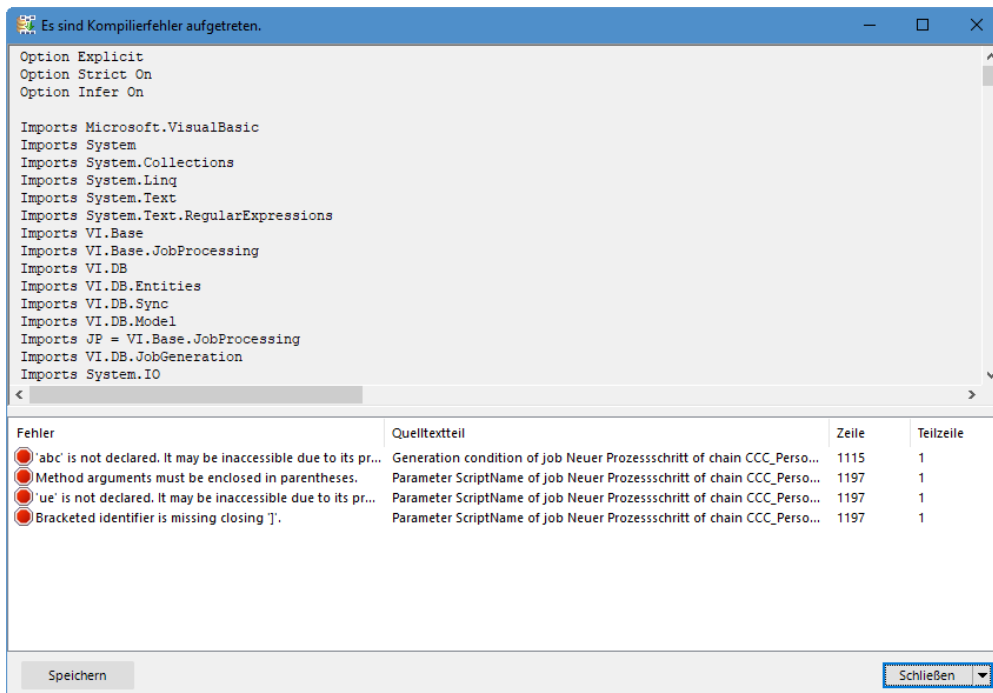 Es sind Kompilierfehler aufgetreten.
Option Explicit
Option Strict On
Option Infer On
Imports Microsoft.VisualBasic
Imports System
Imports System.Collections
Imports System.Linq
Imports System.Text
Imports System.Text.RegularExpressions
Imports VI.Base
Imports VI.Base.JobProcessing
Imports VI.DB
Imports VI.DB.Entities
Imports VI.DB.Sync
Imports VI.DB.Model
Imports JP = VI.Base.JobProcessing
Imports VI.DB.JobGeneration
Imports System.IO
Fehler Quelltextteil Zeile Teilzeile
'abc' is not declared. It may be inaccessible due to its pr... Generation condition of job Neuer Prozessschritt of chain CCC_Perso... 1115 1
Method arguments must be enclosed in parentheses. Parameter ScriptName of job Neuer Prozessschritt of chain CCC_Perso... 1197 1
'ue' is not declared. It may be inaccessible due to its pr... Parameter ScriptName of job Neuer Prozessschritt of chain CCC_Perso... 1197 1
Bracketed identifier is missing closing ']'. Parameter ScriptName of job Neuer Prozessschritt of chain CCC_Perso... 1197 1
Speichern Schließen